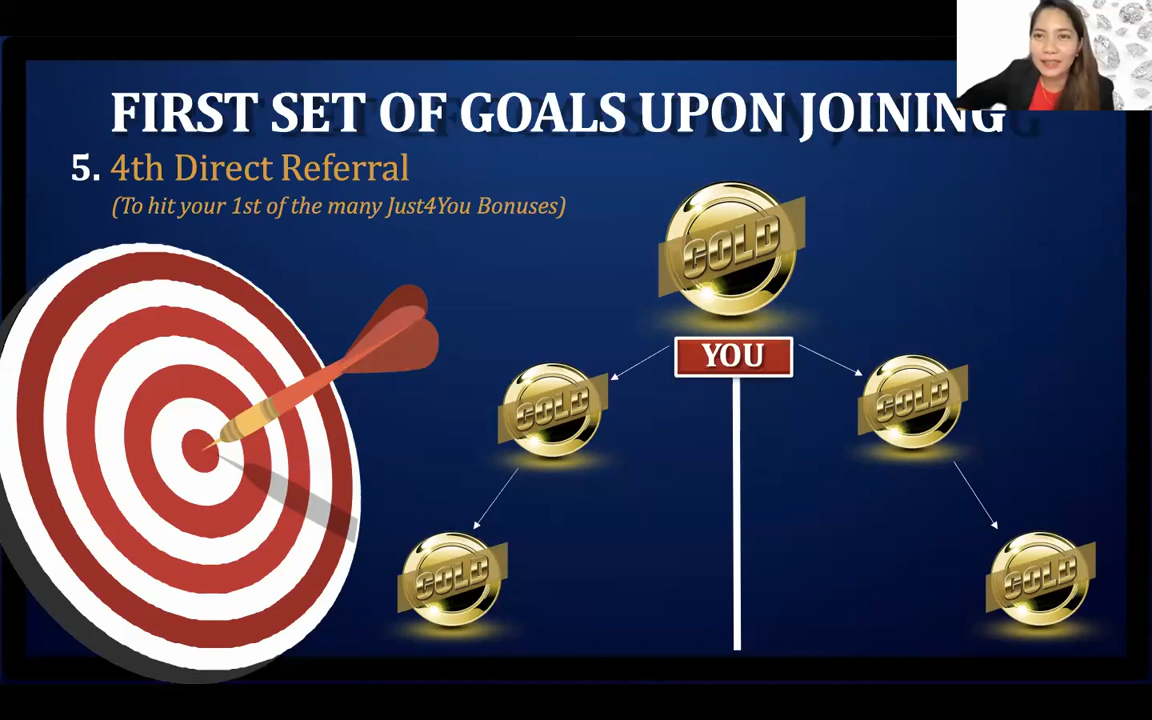 FIRST SET OF GOALS UPON JOINING
5. 4th Direct Referral
(To hit your 1st of the many Just4You Bonuses)
GOLD
YOU
GOLD
GOLD
GOLD
GOLD